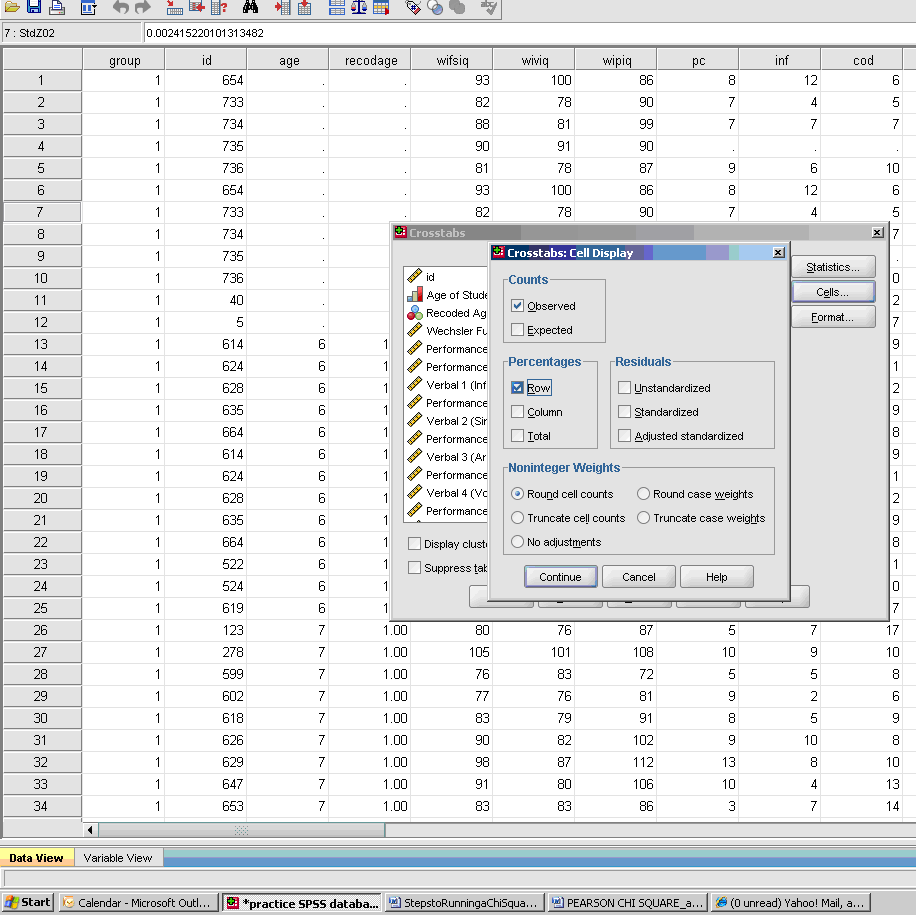 7 : StdZ02 0.002415220101313482
group id age recodage wifsiq wiviq wipiq pc inf cod
1 1 654 . . 93 100 86 8 12 6
2 1 733 . . 82 78 90 7 4 5
3 1 734 . . 88 81 99 7 7 7
4 1 735 . . 90 91 90 . . .
5 1 736 . . 81 78 87 9 6 10
6 1 654 . . 93 100 86 8 12 6
7 1 733 . . 82 78 90 7 4 5
8 1 734 . 7
9 1 735 . .
10 1 736 . 0
11 1 40 .
12 1 5 . 2
13 1 614 6 1 9
14 1 624 6 1 1
15 1 628 6 1 2
16 1 635 6 1 9
17 1 664 6 1 8
18 1 614 6 1 9
19 1 624 6 1 1
20 1 628 6 1 2
21 1 635 6 1 9
22 1 664 6 1 8
23 1 522 6 1 1
24 1 524 6 1 0
25 1 619 6 1 7
26 1 123 7 1.00 80 76 87 5 7 17
27 1 278 7 1.00 105 101 108 10 9 10
28 1 599 7 1.00 76 83 72 5 5 8
29 1 602 7 1.00 77 76 81 9 2 6
30 1 618 7 1.00 83 79 91 8 5 9
31 1 626 7 1.00 90 82 102 9 10 8
32 1 629 7 1.00 98 87 112 13 8 10
33 1 647 7 1.00 91 80 106 10 4 13
34 1 653 7 1.00 83 83 86 3 7 14
Crosstabs
id
Age of Stude
Recoded Ag
Wechsler Fu
Performance
Performance
Verbal 1 (Inf
Performance
Verbal 2 (Sir
Performance
Verbal 3 (Ar
Performance
Verbal 4 (Vo
Performance
Display cluste
Suppress tab
Statistics...
Cells...
Format...
Crosstabs: Cell Display
Counts
Observed
Expected
Percentages Residuals
Row Unstandardized
Column Standardized
Total Adjusted standardized
Noninteger Weights
Round cell counts Round case weights
Truncate cell counts Truncate case weights
No adjustments
Continue Cancel Help
Data View Variable View
Start Calendar - Microsoft Outl... *practice SPSS databa... StepstoRunningaChiSqua... PEARSON CHI SQUARE_a... (0 unread) Yahoo! Mail, a...